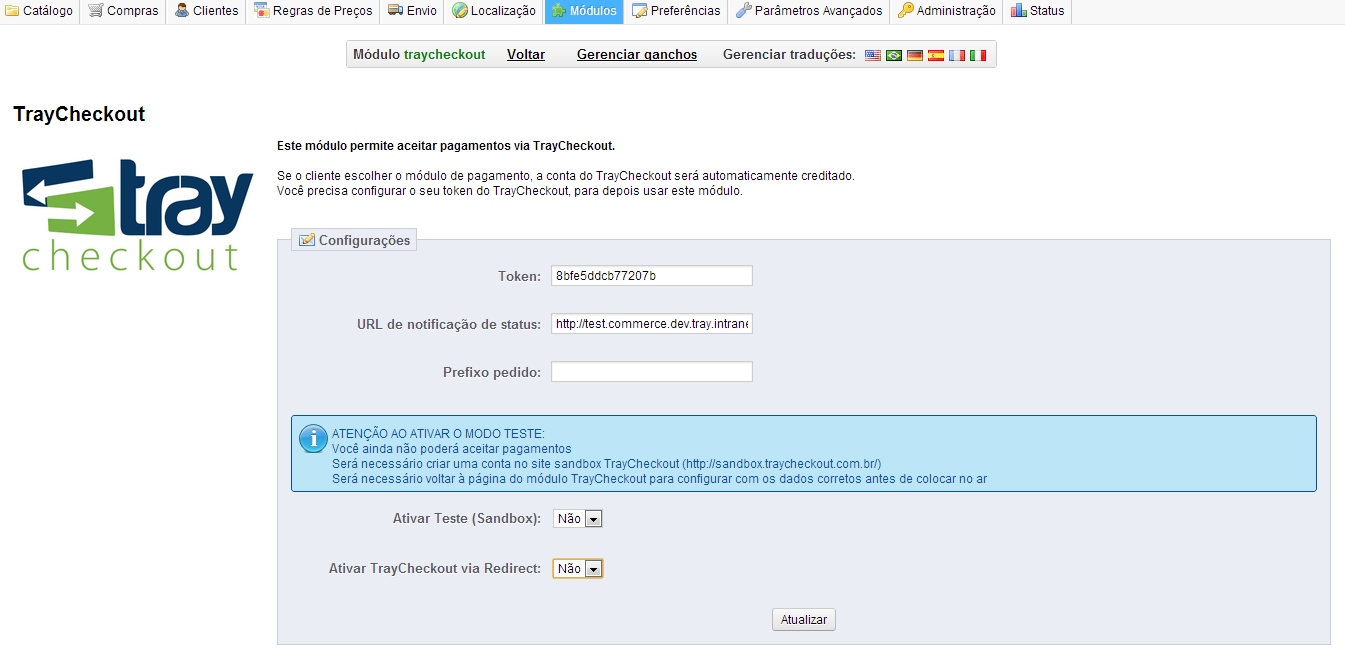 Catálogo Compras Clientes Regras de Preços Envio Localização Módulos Preferências Parâmetros Avançados Administração Status
Módulo traycheckout Voltar Gerenciar ganchos Gerenciar traduções:
TrayCheckout
tray
checkout
Este módulo permite aceitar pagamentos via TrayCheckout.
Se o cliente escolher o módulo de pagamento, a conta do TrayCheckout será automaticamente creditado.
Você precisa configurar o seu token do TrayCheckout, para depois usar este módulo.
Configurações
Token: 8bfe5ddcb77207b
URL de notificação de status: http://test.commerce.dev.tray.intrane
Prefixo pedido:
ATENÇÃO AO ATIVAR O MODO TESTE:
Você ainda não poderá aceitar pagamentos
Será necessário criar uma conta no site sandbox TrayCheckout (http://sandbox.traycheckout.com.br/)
Será necessário voltar à página do módulo TrayCheckout para configurar com os dados corretos antes de colocar no ar
Ativar Teste (Sandbox): Não
Ativar TrayCheckout via Redirect: Não
Atualizar